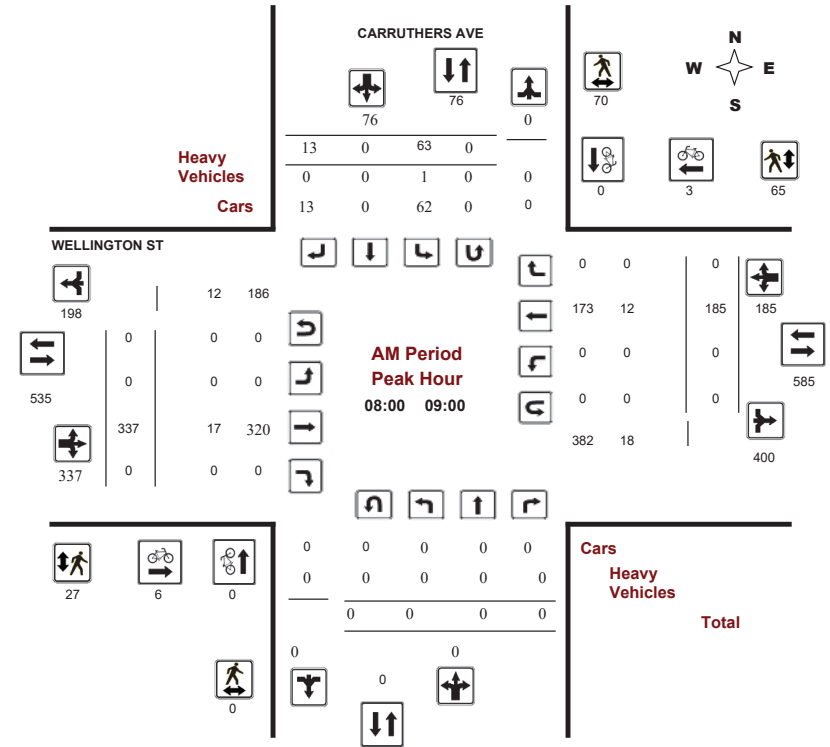 CARRUTHERS AVE
N
W E
S
76
70
76 0
13 0 63 0
Heavy
Vehicles 0 0 1 0 0
Cars 13 0 62 0 0
0 3 65
WELLINGTON ST
0 0 0
198 12 186
173 12 185 185
0 0 0
AM Period
Peak Hour
0 0 0
535 0 0 0
585
08:00 09:00
0 0 0
337 17 320
382 18
400
337 0 0 0
0 0 0 0 0
Cars
0 0 0 0 0
Heavy
Vehicles
27 6 0
0 0 0 0
Total
0 0
0
0